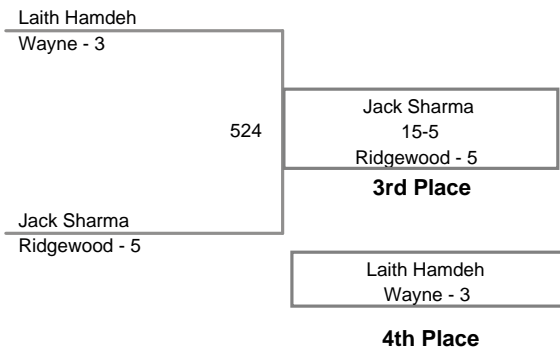 Laith Hamdeh
Wayne - 3
524
Jack Sharma
15-5
Ridgewood - 5
3rd Place
Jack Sharma
Ridgewood - 5
Laith Hamdeh
Wayne - 3
4th Place